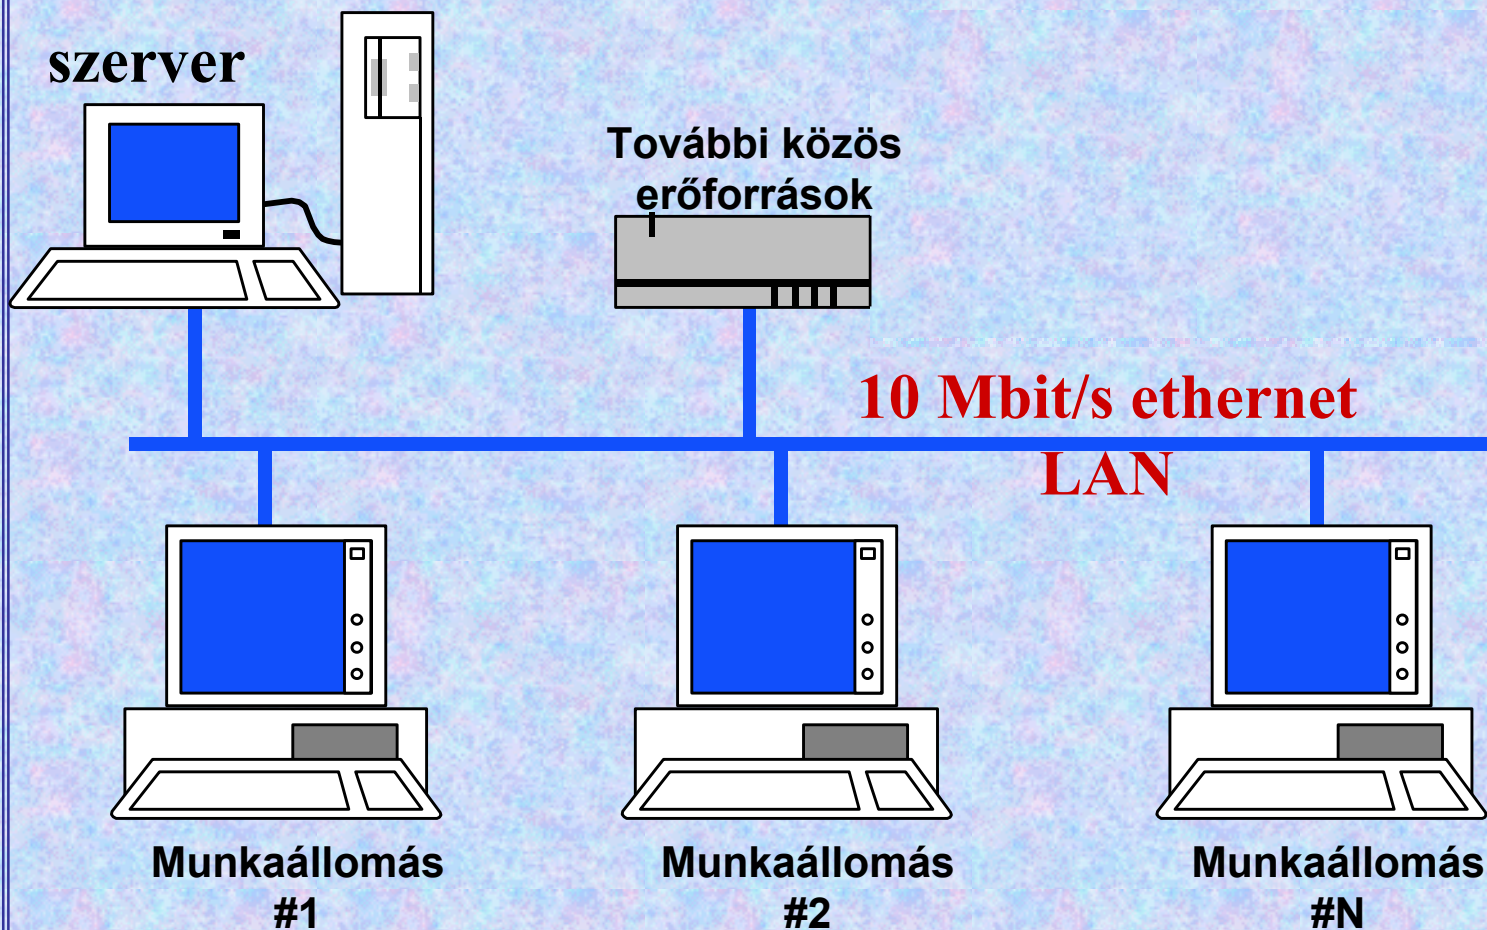 szerver
További közös
erőforrások
10 Mbit/s ethernet
LAN
Munkaállomás
#1
Munkaállomás
#2
Munkaállomás
#N